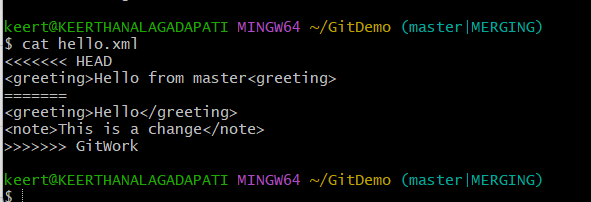 keert@KEERTHANALAGADAPATI MINGW64 ~/GitDemo (master|MERGING)
$ cat hello.xml
<<<<<<< HEAD
<greeting>Hello from master<greeting>
=======
<greeting>Hello</greeting>
<note>This is a change</note>
>>>>>>> GitWork
keert@KEERTHANALAGADAPATI MINGW64 ~/GitDemo (master|MERGING)
$